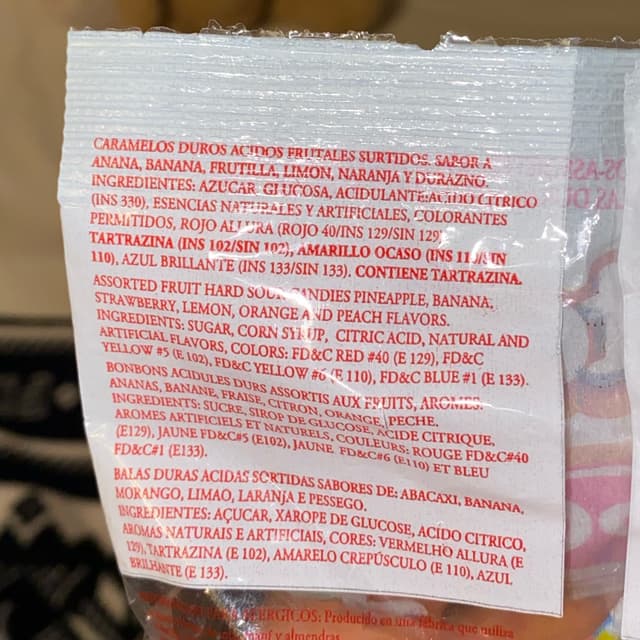 CARAMELOS DUROS ACIDOS FRUTALES SURTIDOS. SABOR A
ANANA, BANANA, FRUTILLA, LIMON, NARANJA Y DURAZNO.
INGREDIENTES: AZUCAR, GLUCOSA, ACIDULANTE:ACIDO CITRICO
(INS 330), ESENCIAS NATURALES Y ARTIFICIALES, COLORANTES
PERMITIDOS, ROJO ALLURA (ROJO 40/INS 129/SIN 129)
TARTRAZINA (INS 102/SIN 102), AMARILLO OCASO (INS 110/SIN
110), AZUL BRILLANTE (INS 133/SIN 133). CONTIENE TARTRAZINA.
ASSORTED FRUIT HARD SOUR CANDIES PINEAPPLE, BANANA,
STRAWBERRY, LEMON, ORANGE AND PEACH FLAVORS.
INGREDIENTS: SUGAR, CORN SYRUP, CITRIC ACID, NATURAL AND
ARTIFICIAL FLAVORS, COLORS: FD&C RED #40 (E 129), FD&C
YELLOW #5 (E 102), FD&C YELLOW #6 (E 110), FD&C BLUE #1 (E 133).
BONBONS ACIDULES DURS ASSORTIS AUX FRUITS, AROMES:
ANANAS, BANANE, FRAISE, CITRON, ORANGE, PECHE.
INGREDIENTS: SUCRE, SIROP DE GLUCOSE, ACIDE CITRIQUE,
AROMES ARTIFICIELS ET NATURELS, COULEURS: ROUGE FD&C#40
(E129), JAUNE FD&C#5 (E102), JAUNE FD&C#6 (E110) ET BLEU
FD&C#1 (E133).
BALAS DURAS ACIDAS SORTIDAS SABORES DE: ABACAXI, BANANA,
MORANGO, LIMAO, LARANJA E PESSEGO.
INGREDIENTES: AÇUCAR, XAROPE DE GLUCOSE, ACIDO CITRICO,
AROMAS NATURAIS E ARTIFICIAIS, CORES: VERMELHO ALLURA (E
129), TARTRAZINA (E 102), AMARELO CREPÚSCULO (E 110), AZUL
BRILHANTE (E 133).
Producido en una fábrica que utiliza
y almendras